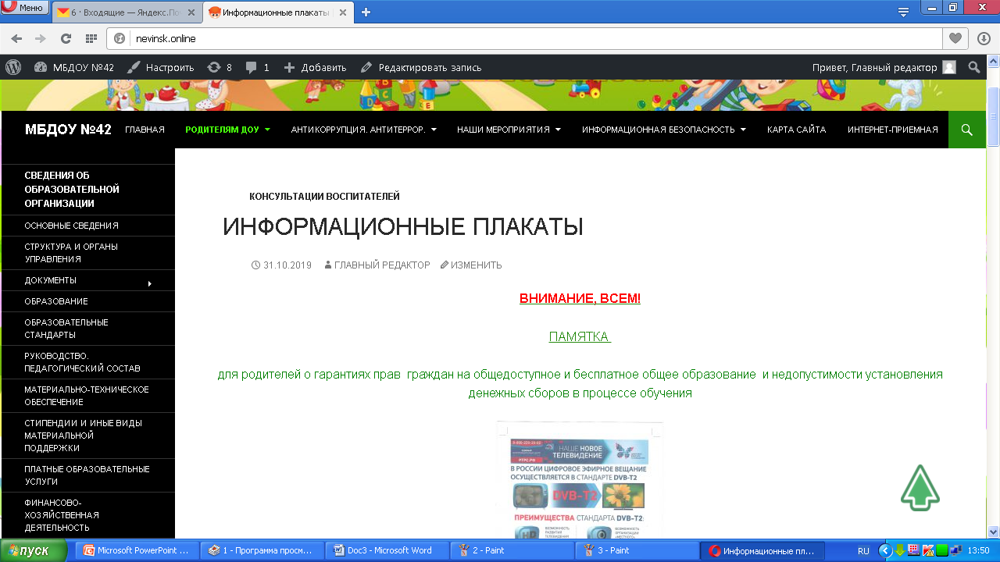 Меню
6 · Входящие — Яндекс.По
Информационные плакаты
nevinsk.online
МБДОУ №42
Настроить
8
1
Добавить
Редактировать запись
Привет, Главный редактор
МБДОУ №42
ГЛАВНАЯ
РОДИТЕЛЯМ ДОУ
АНТИКОРРУПЦИЯ. АНТИТЕРРОР.
НАШИ МЕРОПРИЯТИЯ
ИНФОРМАЦИОННАЯ БЕЗОПАСНОСТЬ
КАРТА САЙТА
ИНТЕРНЕТ-ПРИЕМНАЯ
СВЕДЕНИЯ ОБ
ОБРАЗОВАТЕЛЬНОЙ
ОРГАНИЗАЦИИ
ОСНОВНЫЕ СВЕДЕНИЯ
СТРУКТУРА И ОРГАНЫ
УПРАВЛЕНИЯ
ДОКУМЕНТЫ
ОБРАЗОВАНИЕ
ОБРАЗОВАТЕЛЬНЫЕ
СТАНДАРТЫ
РУКОВОДСТВО.
ПЕДАГОГИЧЕСКИЙ СОСТАВ
МАТЕРИАЛЬНО-ТЕХНИЧЕСКОЕ
ОБЕСПЕЧЕНИЕ
СТИПЕНДИИ И ИНЫЕ ВИДЫ
МАТЕРИАЛЬНОЙ
ПОДДЕРЖКИ
ПЛАТНЫЕ ОБРАЗОВАТЕЛЬНЫЕ
УСЛУГИ
ФИНАНСОВО-
ХОЗЯЙСТВЕННАЯ
ДЕЯТЕЛЬНОСТЬ
КОНСУЛЬТАЦИИ ВОСПИТАТЕЛЕЙ
ИНФОРМАЦИОННЫЕ ПЛАКАТЫ
31.10.2019
ГЛАВНЫЙ РЕДАКТОР
ИЗМЕНИТЬ
ВНИМАНИЕ, ВСЕМ!
ПАМЯТКА
для родителей о гарантиях прав граждан на общедоступное и бесплатное общее образование и недопустимости установления
денежных сборов в процессе обучения
РТРС.РФ
НАШЕ НОВОЕ
ТЕЛЕВИДЕНИЕ
В РОССИИ ЦИФРОВОЕ ЭФИРНОЕ ВЕЩАНИЕ
ОСУЩЕСТВЛЯЕТСЯ В СТАНДАРТЕ DVB-T2
DVB-T2
ПРЕИМУЩЕСТВА СТАНДАРТА DVB-T2:
ВОЗМОЖНОСТЬ
РАЗВИТИЯ
ТЕЛЕВИДЕНИЯ
ВОЗМОЖНОСТЬ
ОРГАНИЗАЦИИ
«МЕСТНОГО»
пуск
Microsoft PowerPoint ...
1 - Программа просм...
Doc3 - Microsoft Word
2 - Paint
3 - Paint
Информационные пл...
RU
13:50